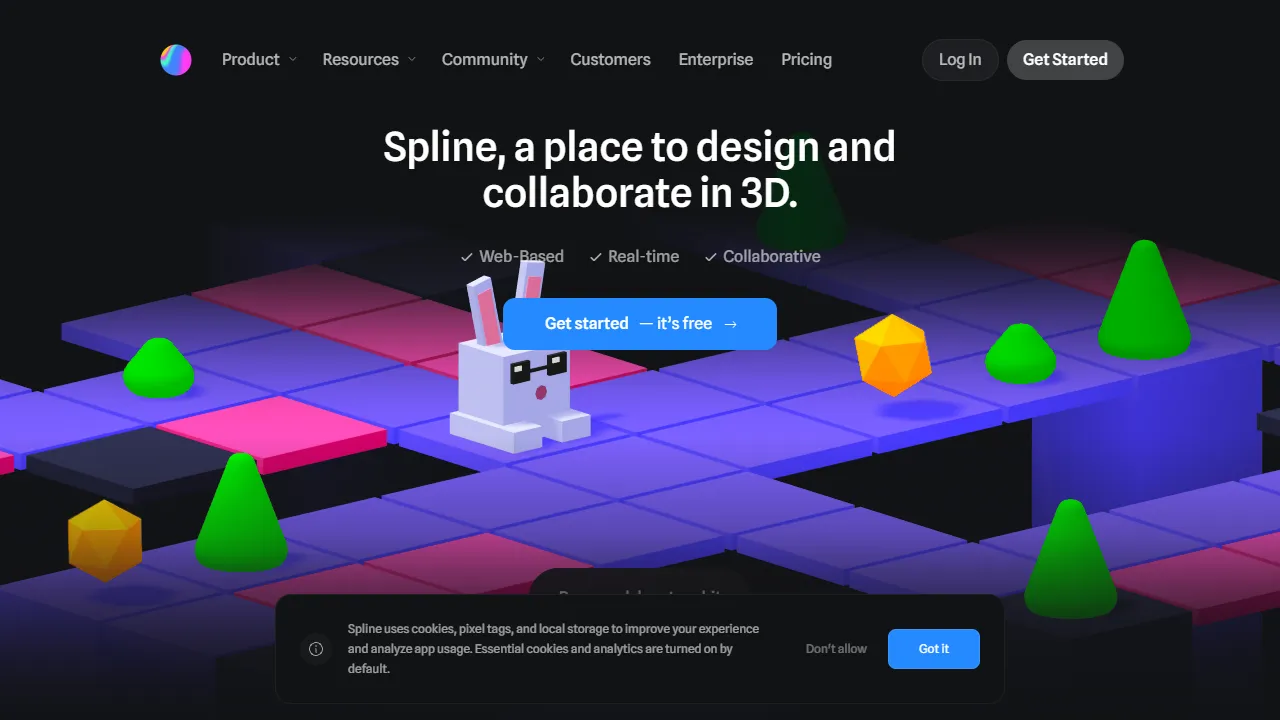 Product
Resources
Community
Customers
Enterprise
Pricing
Log In
Get Started
Spline, a place to design and
collaborate in 3D.
Web-Based
Real-time
Collaborative
Get started — it's free →
Spline uses cookies, pixel tags, and local storage to improve your experience
and analyze app usage. Essential cookies and analytics are turned on by
default.
Don't allow
Got it